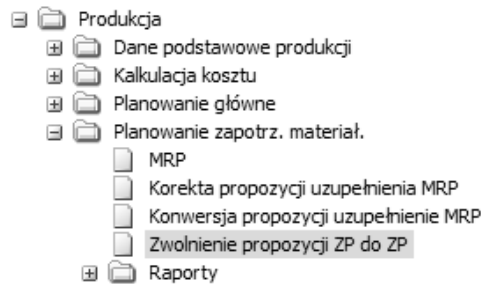 Produkcja
Dane podstawowe produkcji
Kalkulacja kosztu
Planowanie główne
Planowanie zapotrz. materiał.
MRP
Korekta propozycji uzupełnienia MRP
Konwersja propozycji uzupełnienie MRP
Zwolnienie propozycji ZP do ZP
Raporty